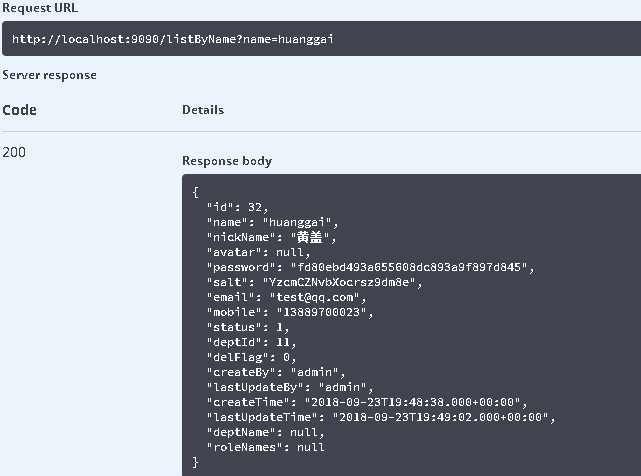 Request URL
http://localhost:9090/listByName?name=huanggai
Server response
Code Details
200
Response body
{
"id": 32,
"name": "huanggai",
"nickName": "黄盖",
"avatar": null,
"password": "fd80ebd493a655608dc893a9f897d845",
"salt": "YzcmCZNvbXocrsz9dm8e",
"email": "test@qq.com",
"mobile": "13889700023",
"status": 1,
"deptId": 11,
"delFlag": 0,
"createBy": "admin",
"lastUpdateBy": "admin",
"createTime": "2018-09-23T19:48:38.000+00:00",
"lastUpdateTime": "2018-09-23T19:49:02.000+00:00",
"deptName": null,
"roleNames": null
}